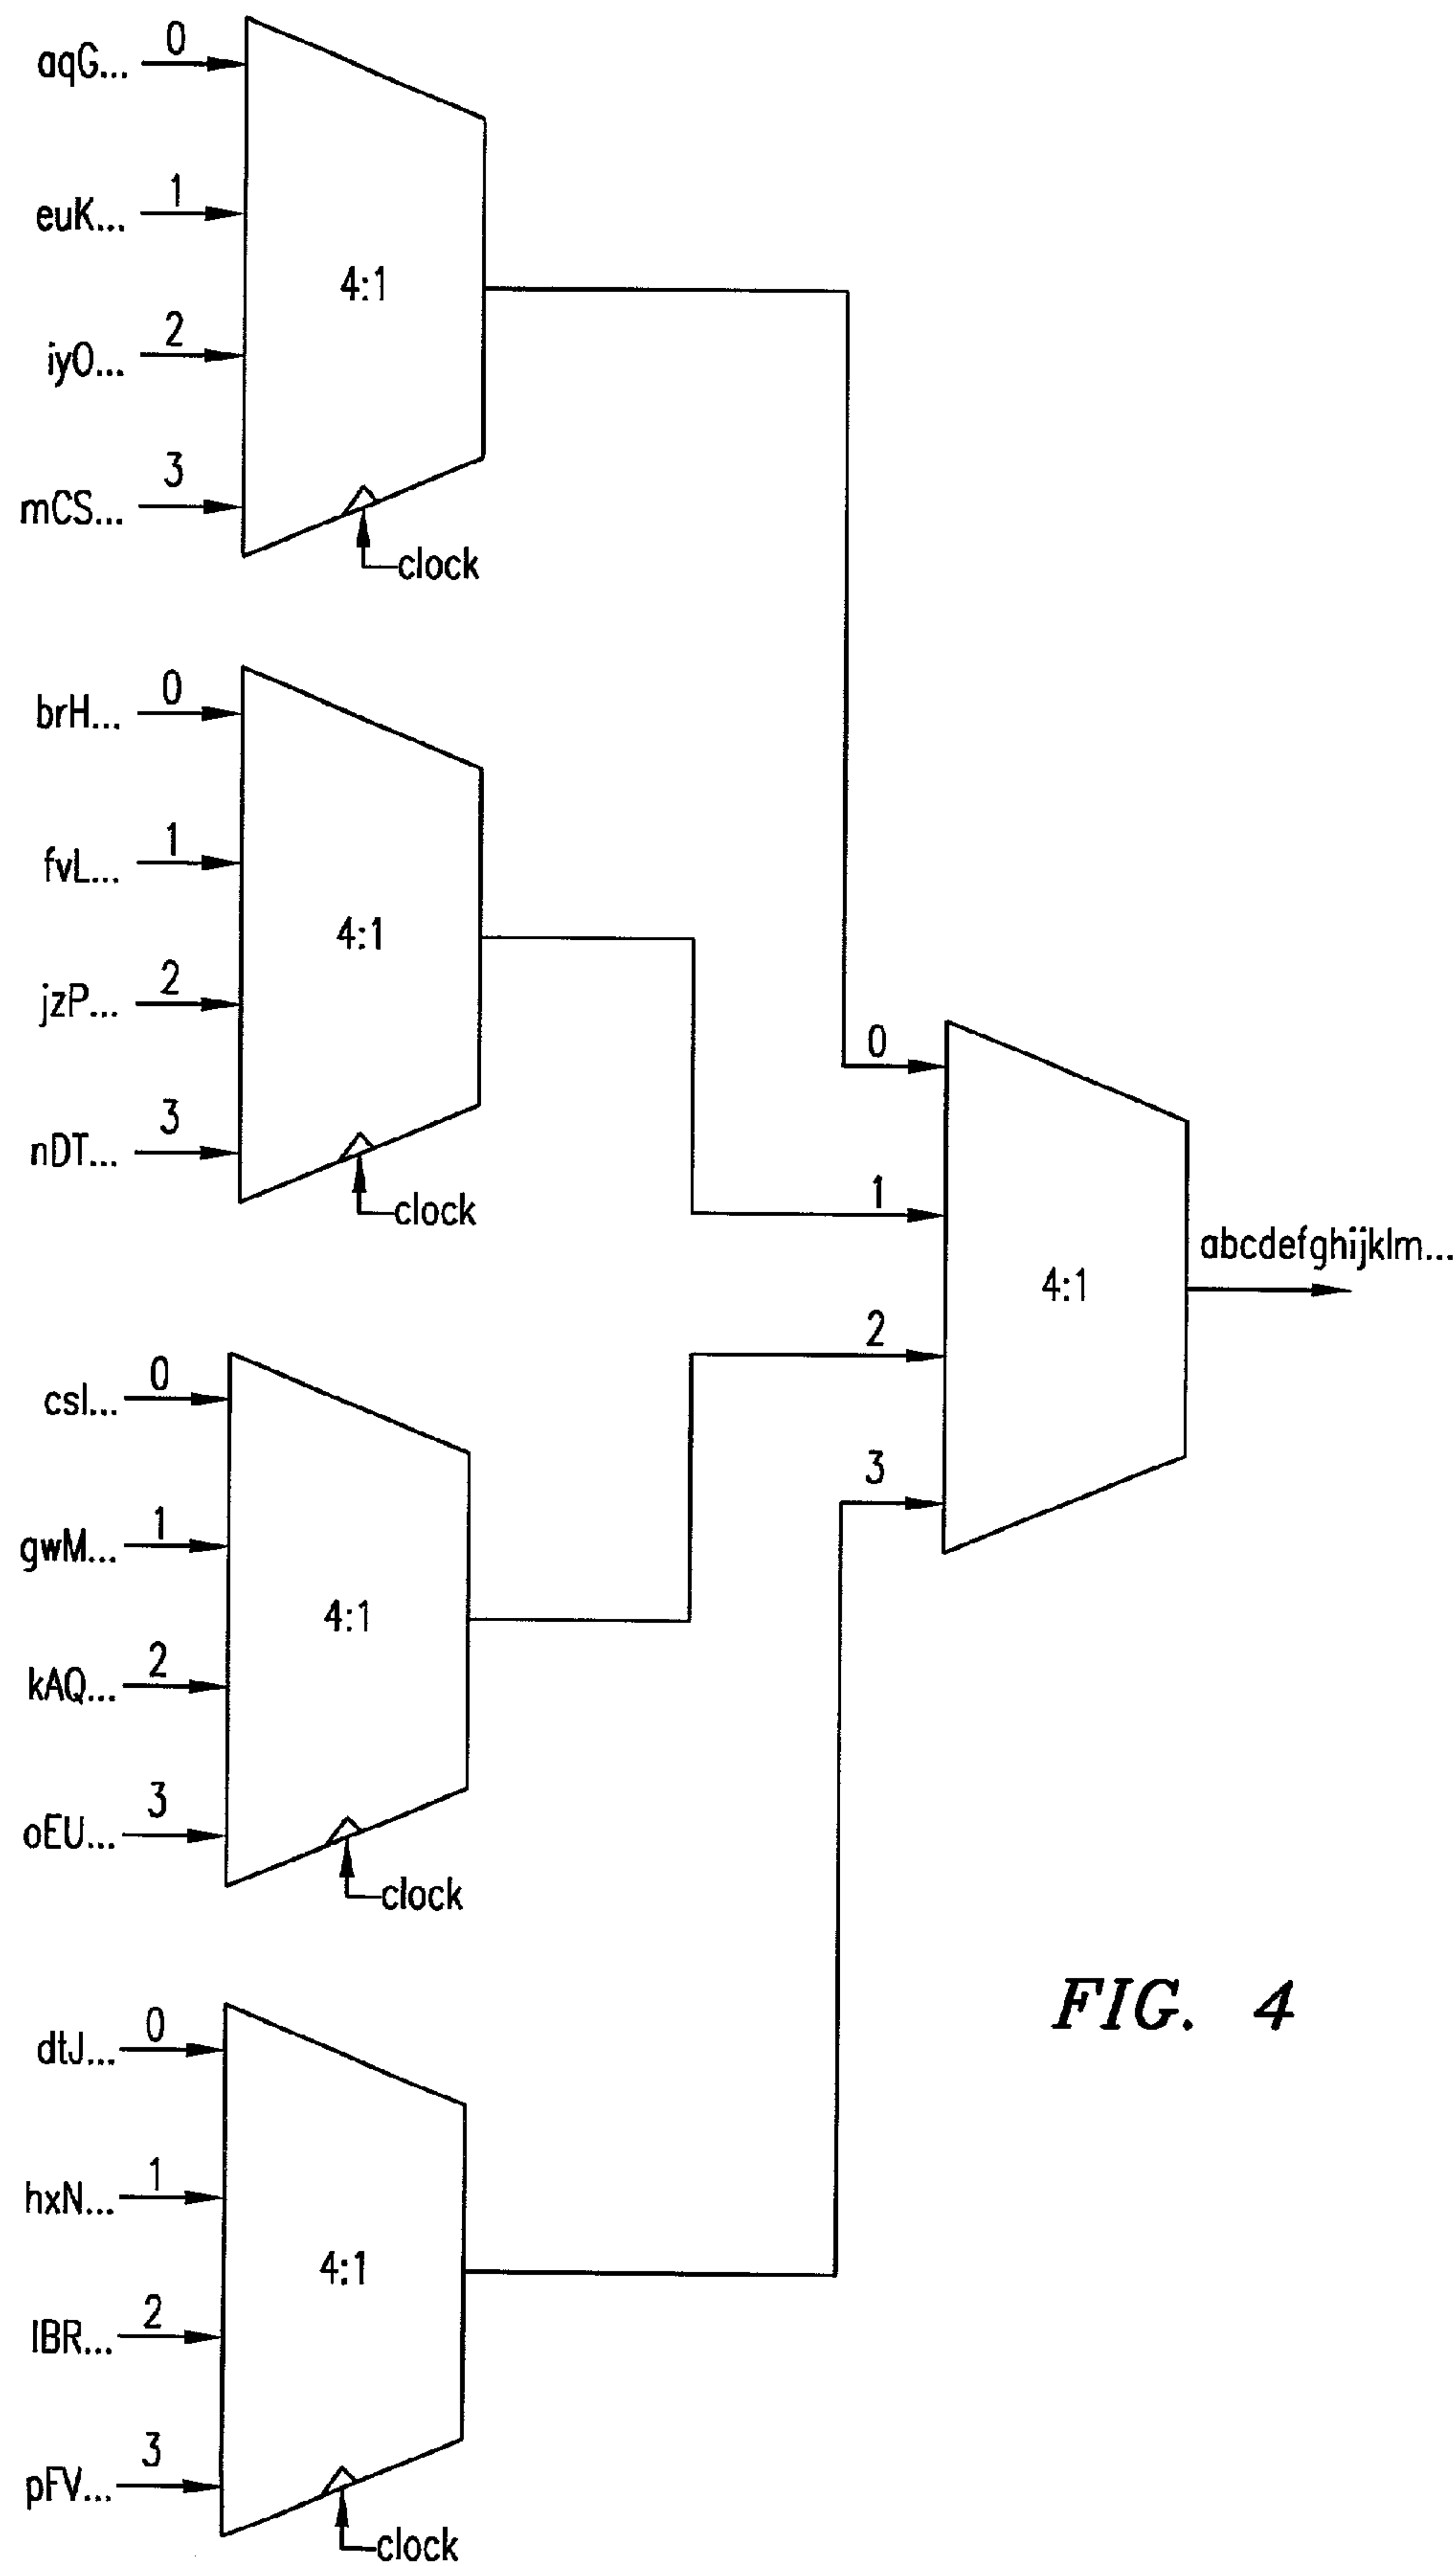 0
aqG...
1
euK...
4:1
2
iyO...
3
mCS...
clock
0
brH...
1
fvL...
4:1
2
jzP...
3
nDT...
clock
0
1
abcdefghijklm...
4:1
2
3
0
csI...
1
gwM...
4:1
2
kAQ...
3
oEU...
clock
FIG. 4
0
dtJ...
1
hxN...
4:1
2
lBR...
3
pFV...
clock